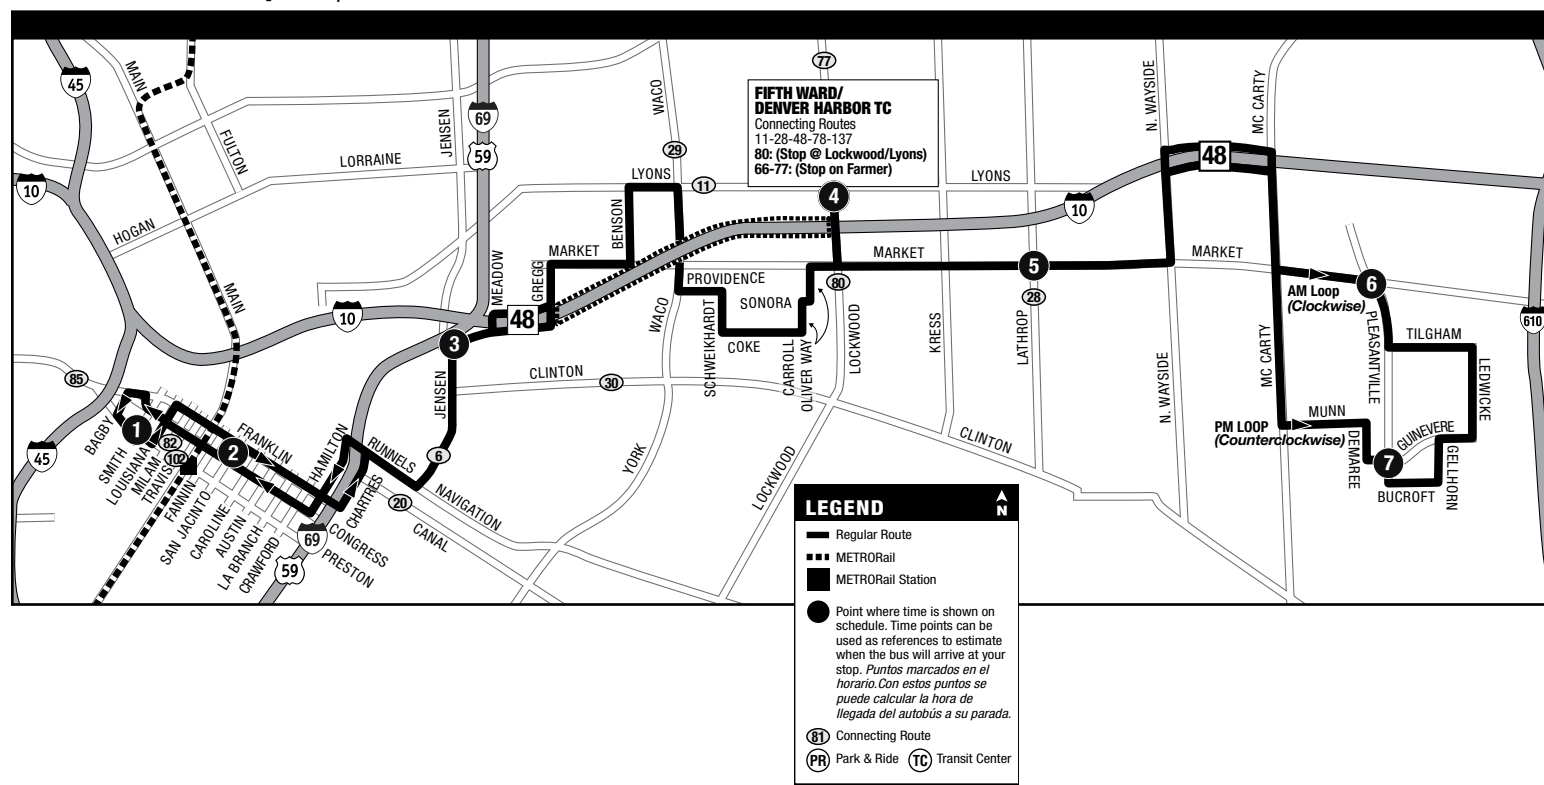 45
MAIN
FULTON
JENSEN
69
59
WACO
77
FIFTH WARD/
DENVER HARBOR TC
Connecting Routes
11-28-48-78-137
80: (Stop @ Lockwood/Lyons)
66-77: (Stop on Farmer)
N. WAYSIDE
MC CARTY
48
10
LORRAINE
29
LYONS
11
LYONS
4
10
HOGAN
BENSON
MARKET
MARKET
5
MARKET
MEADOW
GREGG
PROVIDENCE
80
28
AM Loop
(Clockwise)
6
MAIN
10
48
WACO
SCHWEIKHARDT
SONORA
LOCKWOOD
KRESS
LATHROP
610
3
COKE
CARROLL
OLIVER WAY
N. WAYSIDE
MC CARTY
PLEASANTVILLE
TILGHAM
LEDWICKE
85
JENSEN
CLINTON
30
BAGBY
1
82
102
2
FRANKLIN
HAMILTON
RUNNELS
6
CLINTON
PM LOOP
(Counterclockwise)
MUNN
DEMAREE
GUINEVERE
7
GELLHORN
BUCROFT
45
SMITH
LOUISIANA
MILAM
TRAVIS
FANNIN
SAN JACINTO
CAROLINE
AUSTIN
LA BRANCH
CRAWFORD
CHARTRES
20
NAVIGATION
CANAL
YORK
LOCKWOOD
69
59
CONGRESS
PRESTON
LEGEND
N
Regular Route
METRORail
METRORail Station
Point where time is shown on
schedule. Time points can be
used as references to estimate
when the bus will arrive at your
stop. Puntos marcados en el
horario.Con estos puntos se
puede calcular la hora de
llegada del autobús a su parada.
81 Connecting Route
PR Park & Ride TC Transit Center